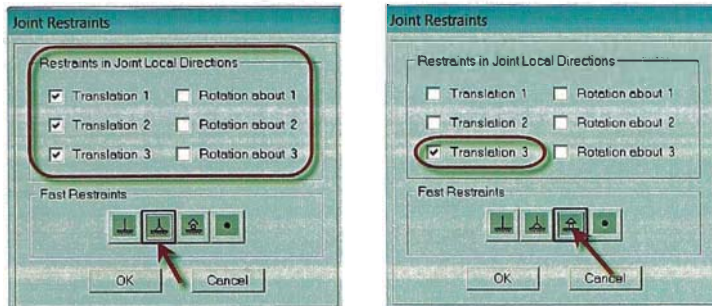 Joint Restraints
Restraints in Joint Local Directions
Translation 1 Rotation about 1
Translation 2 Rotation about 2
Translation 3 Rotation about 3
Fast Restraints
OK Cancel
Joint Restraints
Restraints in Joint Local Directions
Translation 1 Rotation about 1
Translation 2 Rotation about 2
Translation 3 Rotation about 3
Fast Restraints
OK Cancel